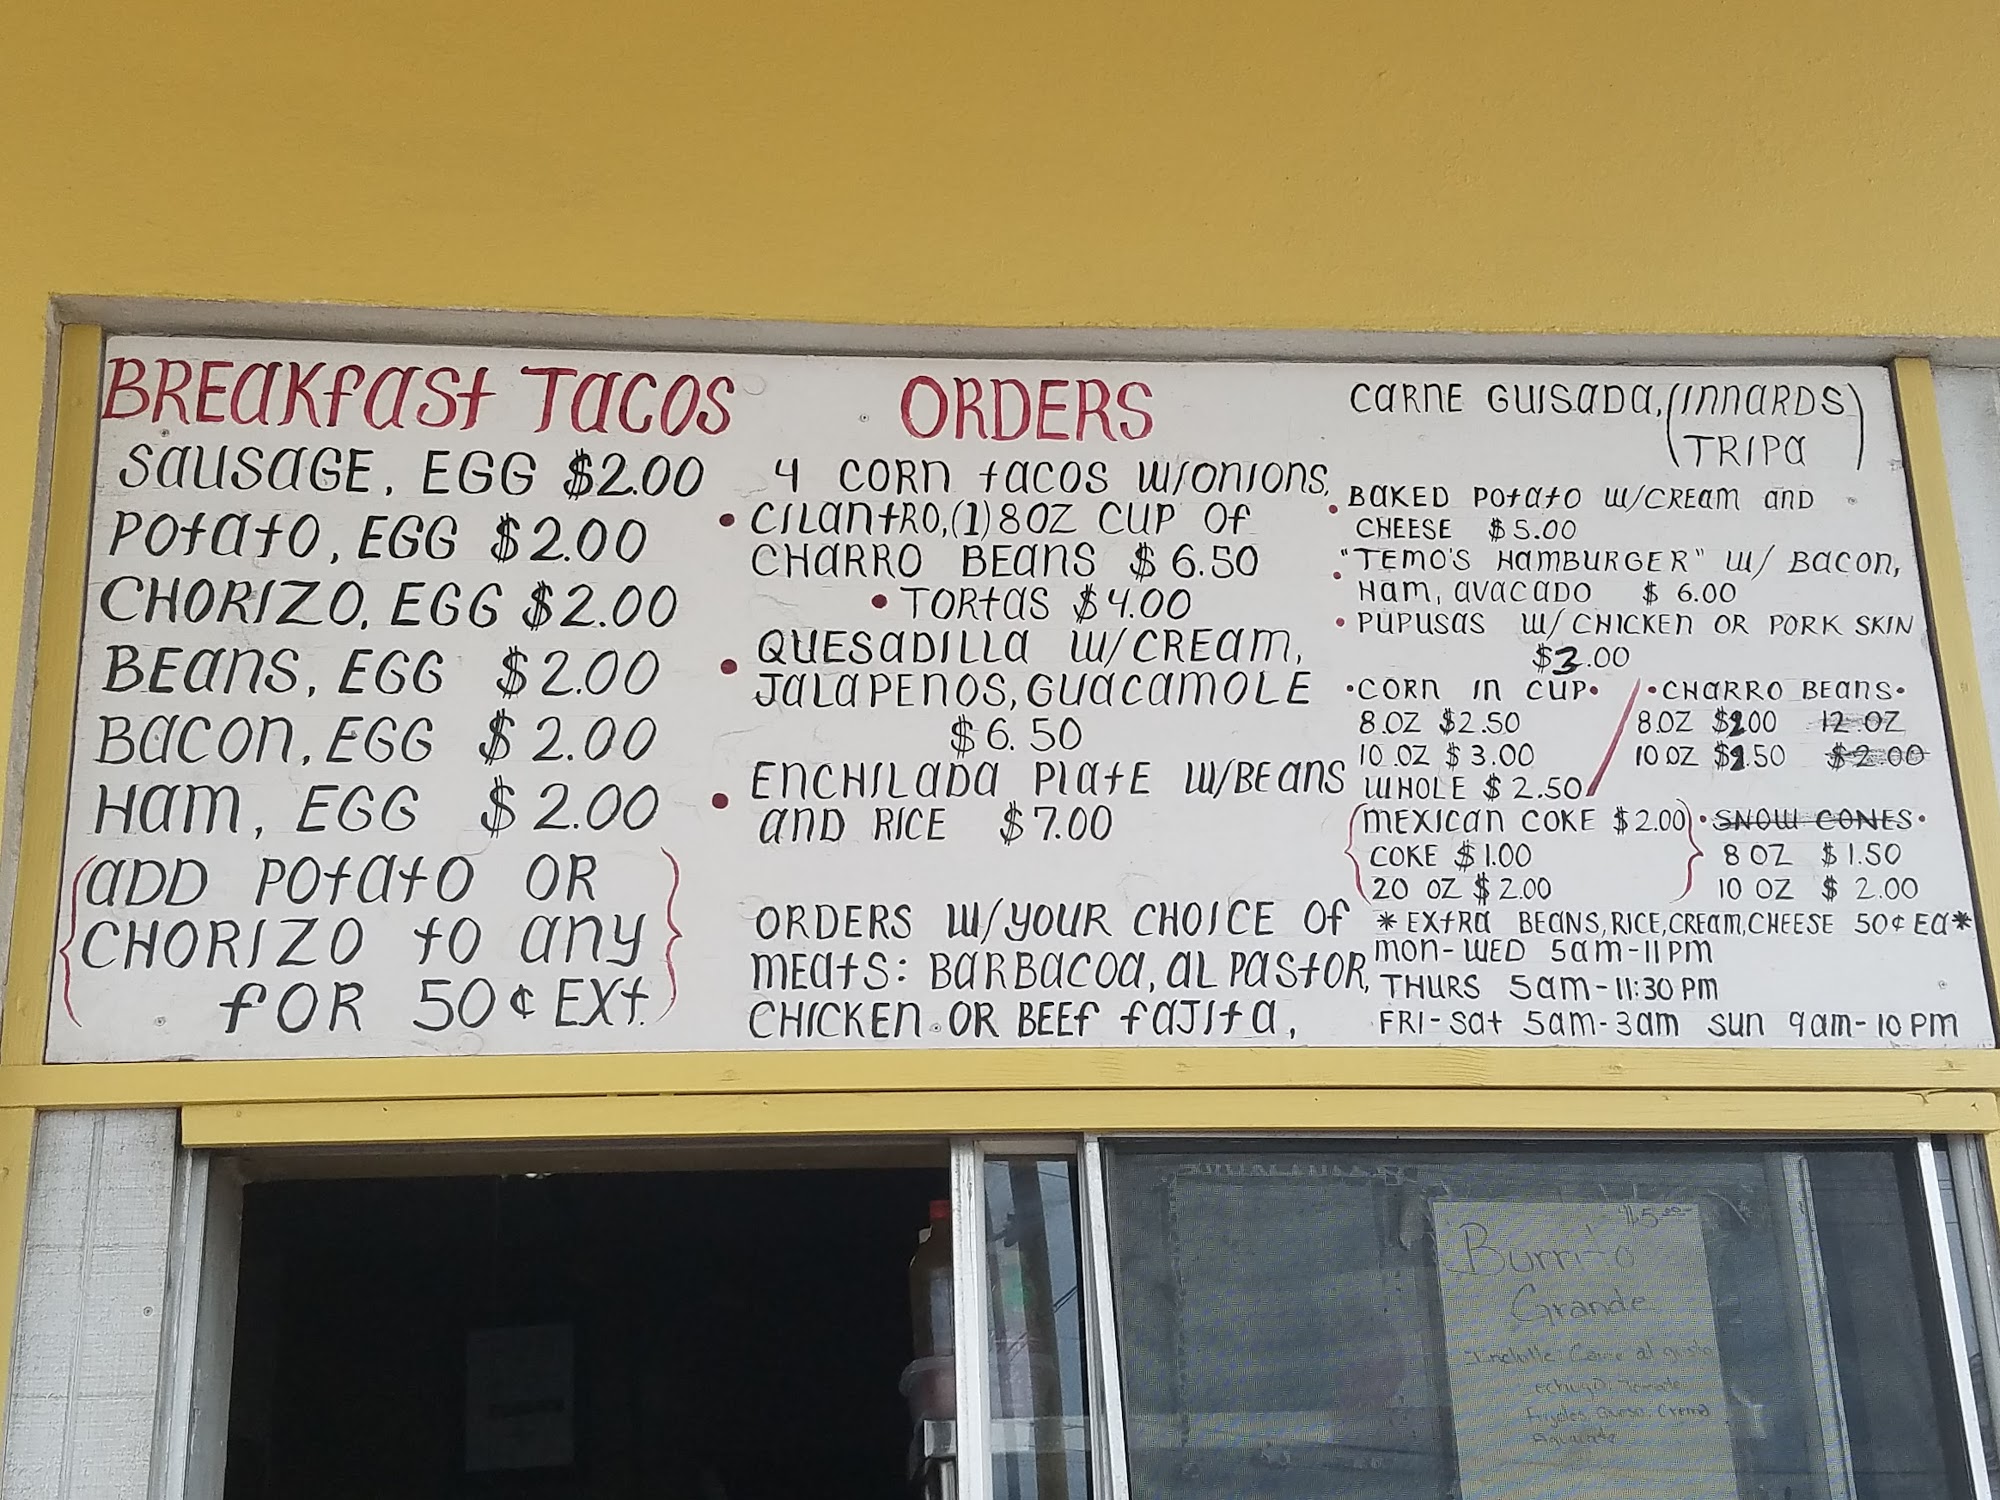 BREAKFAST TACOS
SAUSAGE, EGG $2.00
POTATO, EGG $2.00
CHORIZO, EGG $2.00
BEANS, EGG $2.00
BACON, EGG $2.00
HAM, EGG $2.00
(ADD POTATO OR
CHORIZO TO ANY
FOR 50¢ EXT.)
ORDERS
4 CORN TACOS W/ONIONS,
• CILANTRO,(1) 8OZ CUP OF
CHARRO BEANS $6.50
• TORTAS $4.00
• QUESADILLA W/CREAM,
JALAPENOS, GUACAMOLE
$6.50
• ENCHILADA PLATE W/BEANS
AND RICE $7.00
ORDERS W/YOUR CHOICE OF
MEATS: BARBACOA, AL PASTOR,
CHICKEN OR BEEF FAJITA,
CARNE GUISADA, (INNARDS)
(TRIPA)
• BAKED POTATO W/CREAM AND
CHEESE $5.00
• "TEMO'S HAMBURGER" W/ BACON,
HAM, AVACADO $6.00
• PUPUSAS W/ CHICKEN OR PORK SKIN
$3.00
• CORN IN CUP •
8.OZ $2.50
10.OZ $3.00
WHOLE $2.50
• CHARRO BEANS •
8.OZ $2.00 12.OZ
10 OZ $2.50 $2.00
(MEXICAN COKE $2.00)
COKE $1.00
20 OZ $2.00
• SNOW CONES •
8 OZ $1.50
10 OZ $2.00
* EXTRA BEANS, RICE, CREAM, CHEESE 50¢ EA *
MON-WED 5AM-11PM
THURS 5AM-11:30PM
FRI-SAT 5AM-3AM SUN 9AM-10PM
Burrito
Grande